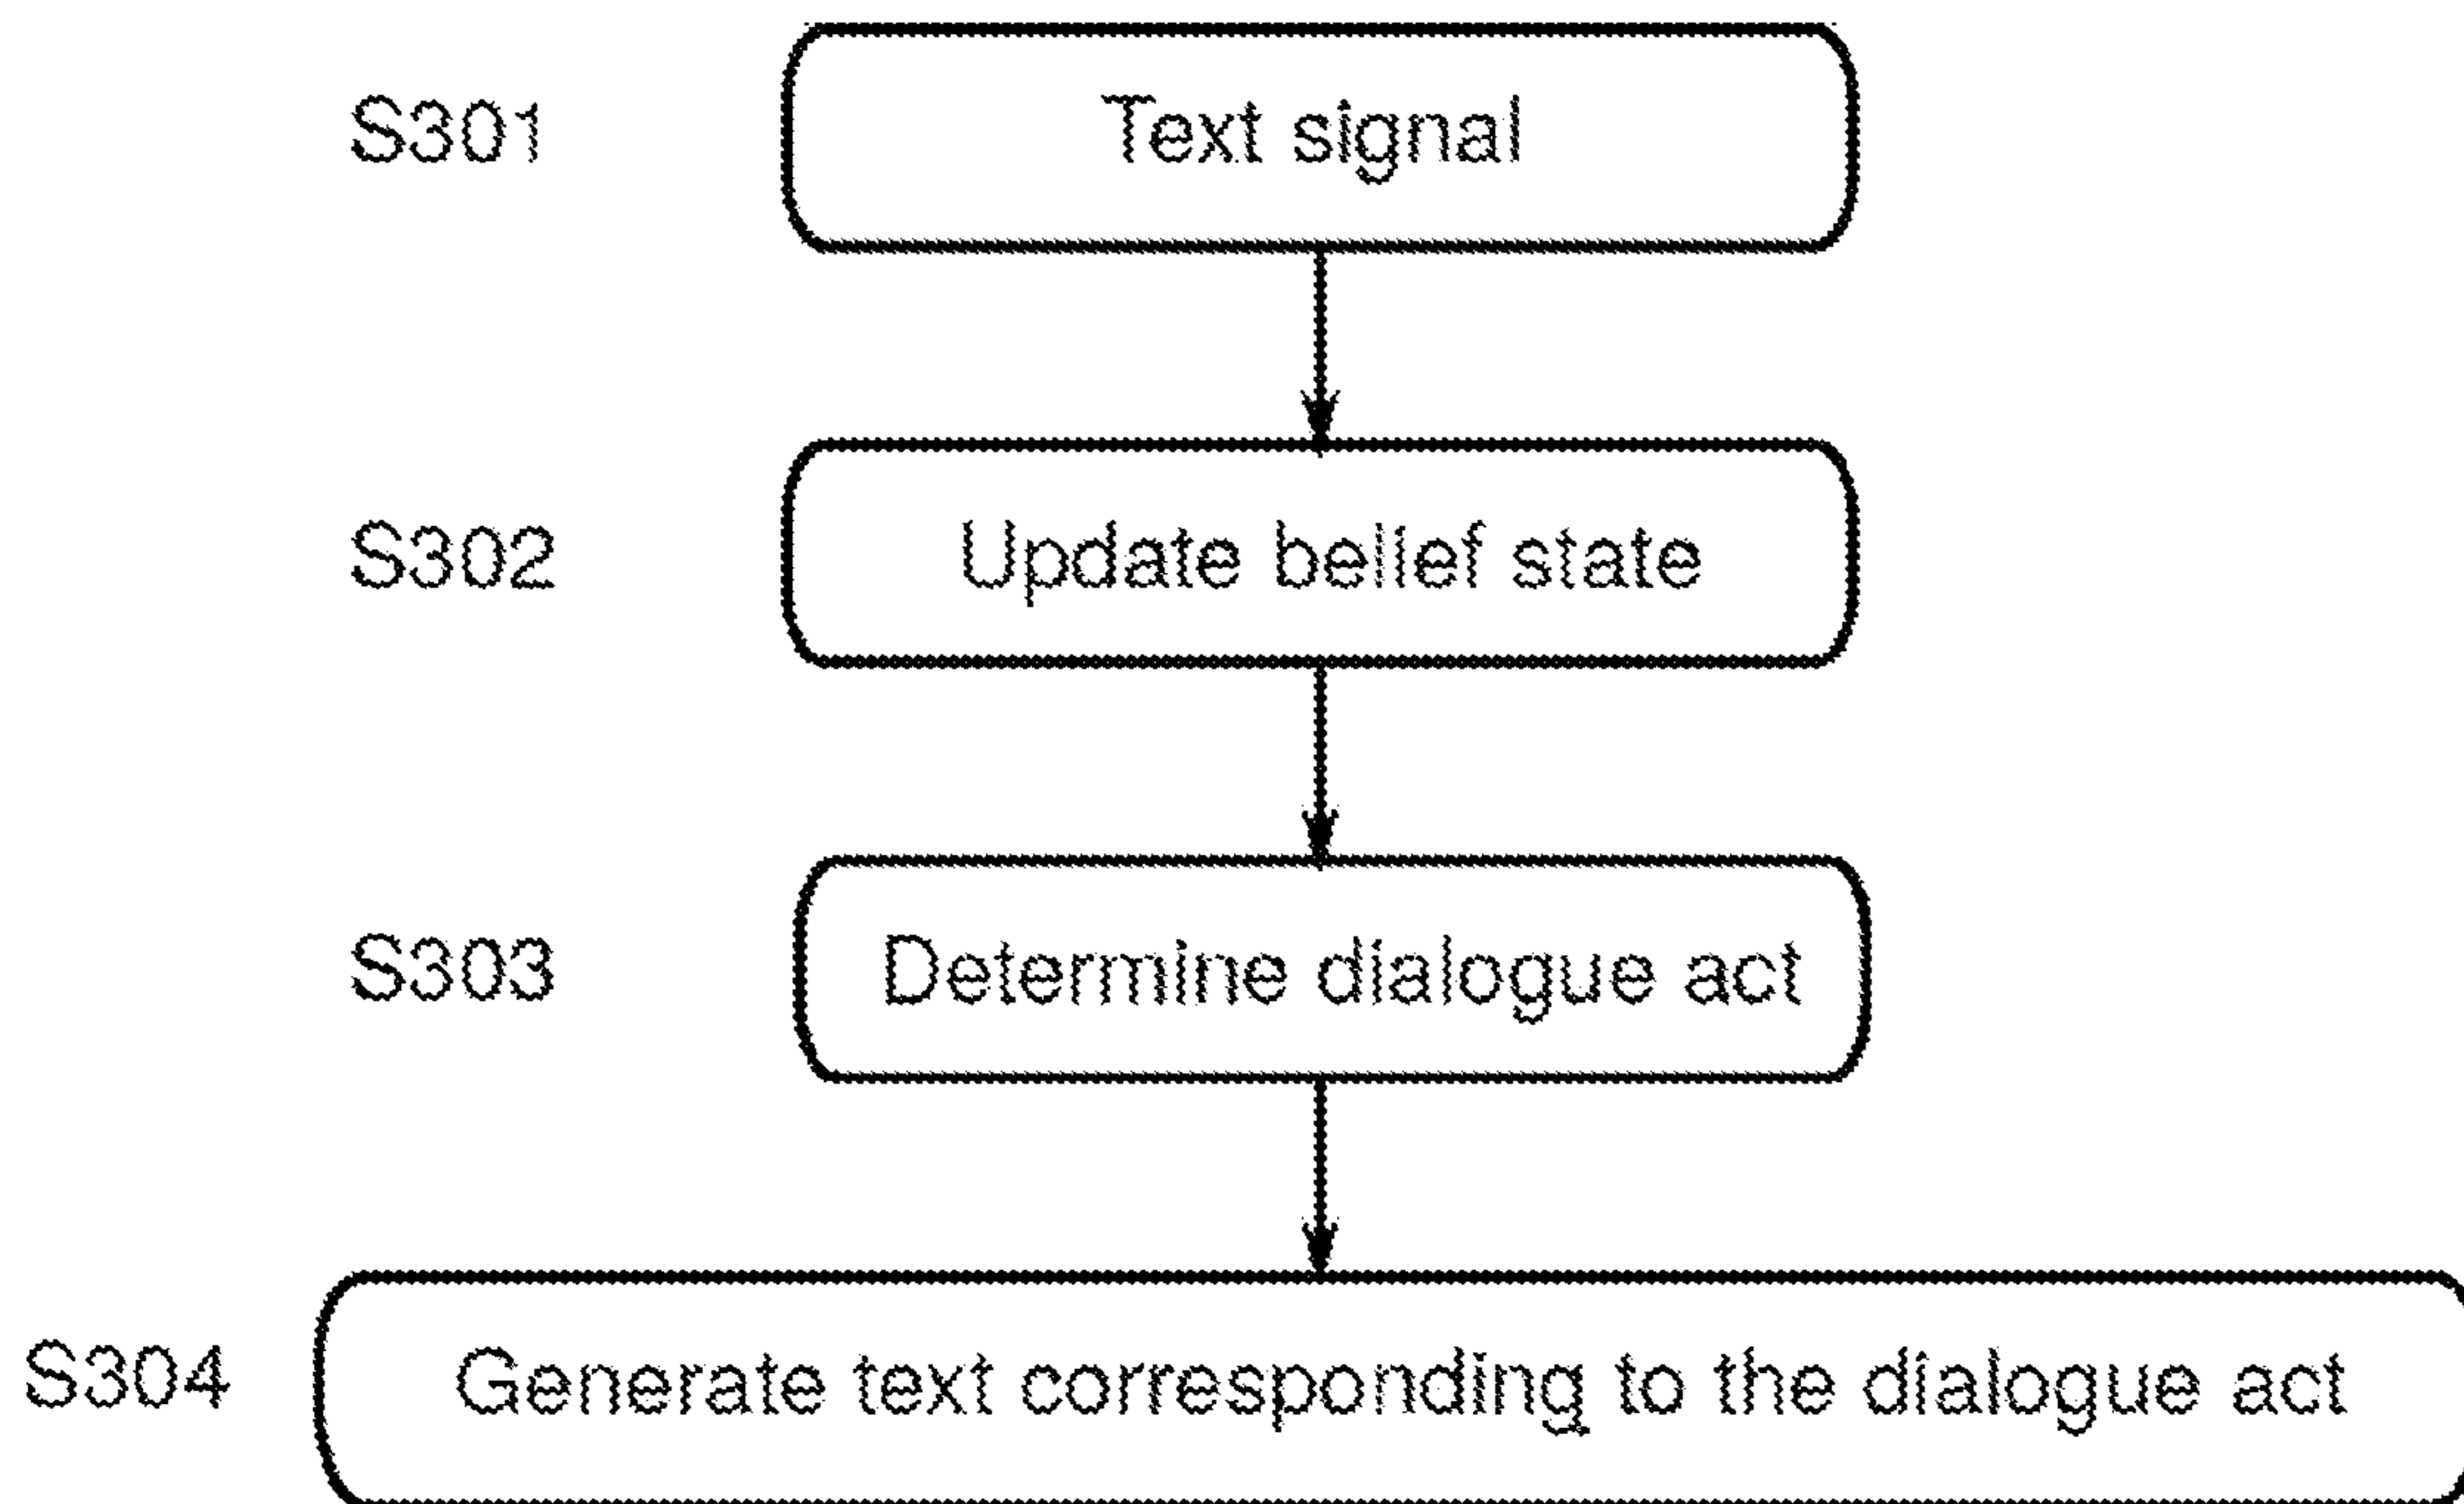 S301 Text signal
S302 Update belief state
S303 Determine dialogue act
S304 Generate text corresponding to the dialogue act